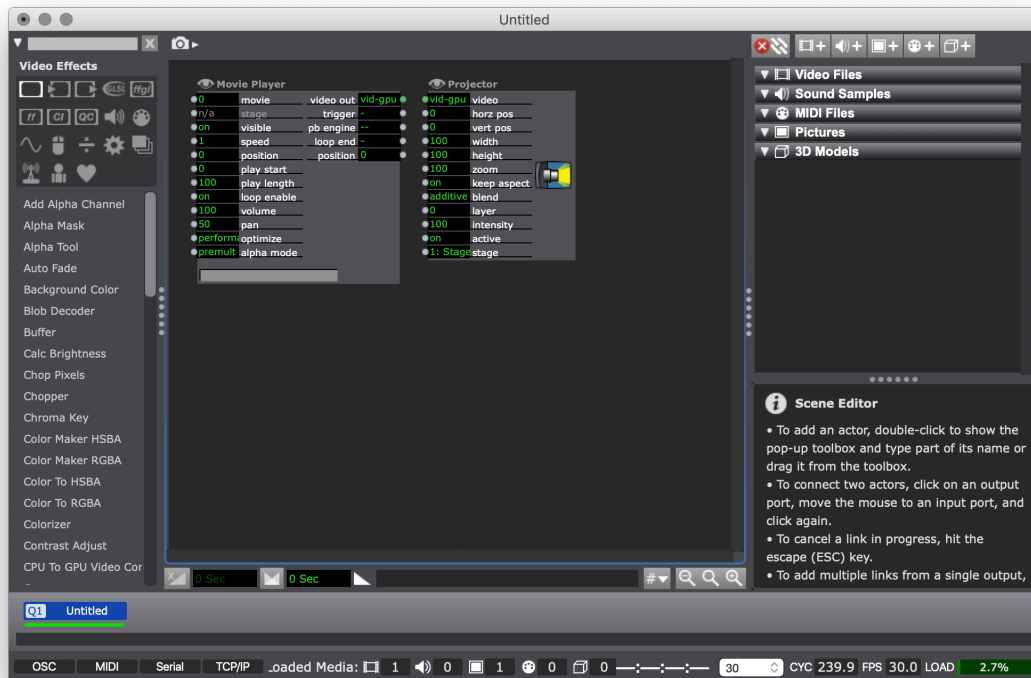 Untitled
Video Effects
GLSL
ffgl
ff
CI
QC
Add Alpha Channel
Alpha Mask
Alpha Tool
Auto Fade
Background Color
Blob Decoder
Buffer
Calc Brightness
Chop Pixels
Chopper
Chroma Key
Color Maker HSBA
Color Maker RGBA
Color To HSBA
Color To RGBA
Colorizer
Contrast Adjust
CPU To GPU Video Cor
Movie Player
0 movie video out vid-gpu
n/a stage trigger -
on visible pb engine --
1 speed loop end -
0 position position 0
0 play start
100 play length
on loop enable
100 volume
50 pan
performa optimize
premult alpha mode
Projector
vid-gpu video
0 horz pos
0 vert pos
100 width
100 height
100 zoom
on keep aspect
additive blend
0 layer
100 intensity
on active
1: Stage stage
0 Sec
0 Sec
#
Video Files
Sound Samples
MIDI Files
Pictures
3D Models
i Scene Editor
• To add an actor, double-click to show the
pop-up toolbox and type part of its name or
drag it from the toolbox.
• To connect two actors, click on an output
port, move the mouse to an input port, and
click again.
• To cancel a link in progress, hit the
escape (ESC) key.
• To add multiple links from a single output,
Q1 Untitled
OSC MIDI Serial TCP/IP Loaded Media: 1 0 1 0 0 —:—:—:— 30 CYC 239.9 FPS 30.0 LOAD 2.7%